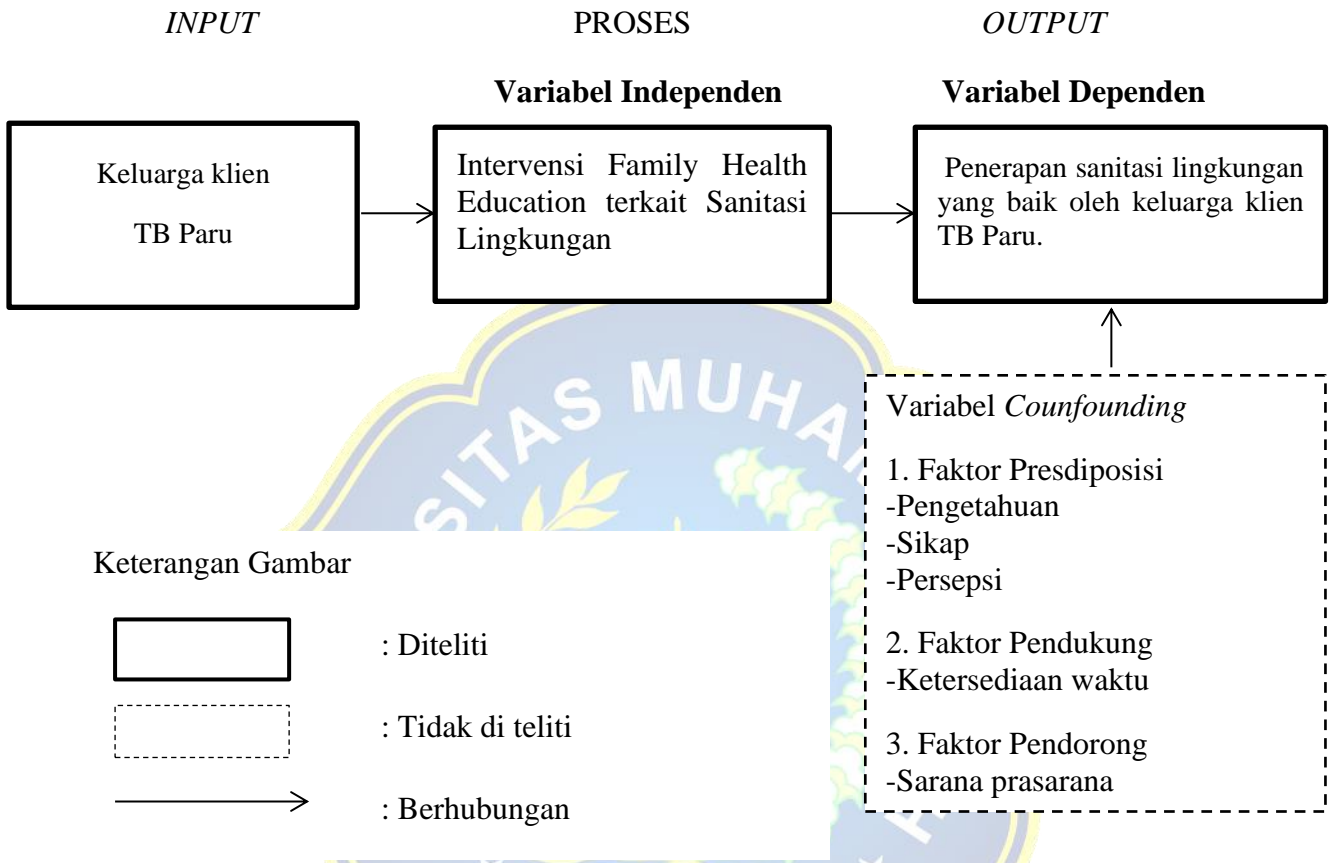 INPUT PROSES OUTPUT
Variabel Independen Variabel Dependen
Keluarga klien
TB Paru
Intervensi Family Health
Education terkait Sanitasi
Lingkungan
Penerapan sanitasi lingkungan
yang baik oleh keluarga klien
TB Paru.
SITAS MUHA
Variabel Counfounding
1. Faktor Presdiposisi
-Pengetahuan
-Sikap
-Persepsi
2. Faktor Pendukung
-Ketersediaan waktu
3. Faktor Pendorong
-Sarana prasarana
Keterangan Gambar
: Diteliti
: Tidak di teliti
: Berhubungan